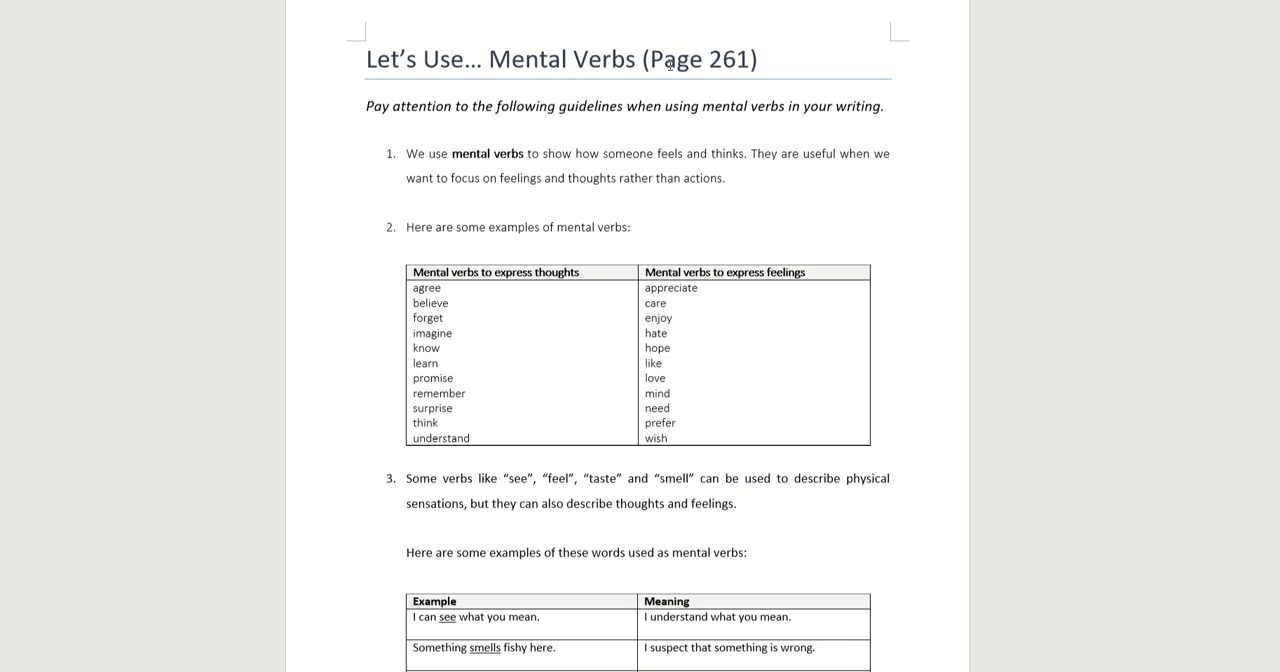 Let's Use... Mental Verbs (Page 261)
Pay attention to the following guidelines when using mental verbs in your writing.
1. We use mental verbs to show how someone feels and thinks. They are useful when we
want to focus on feelings and thoughts rather than actions.
2. Here are some examples of mental verbs:
Mental verbs to express thoughts Mental verbs to express feelings
agree appreciate
believe care
forget enjoy
imagine hate
know hope
learn like
promise love
remember mind
surprise need
think prefer
understand wish
3. Some verbs like “see”, “feel”, “taste” and “smell” can be used to describe physical
sensations, but they can also describe thoughts and feelings.
Here are some examples of these words used as mental verbs:
Example Meaning
I can see what you mean. I understand what you mean.
Something smells fishy here. I suspect that something is wrong.